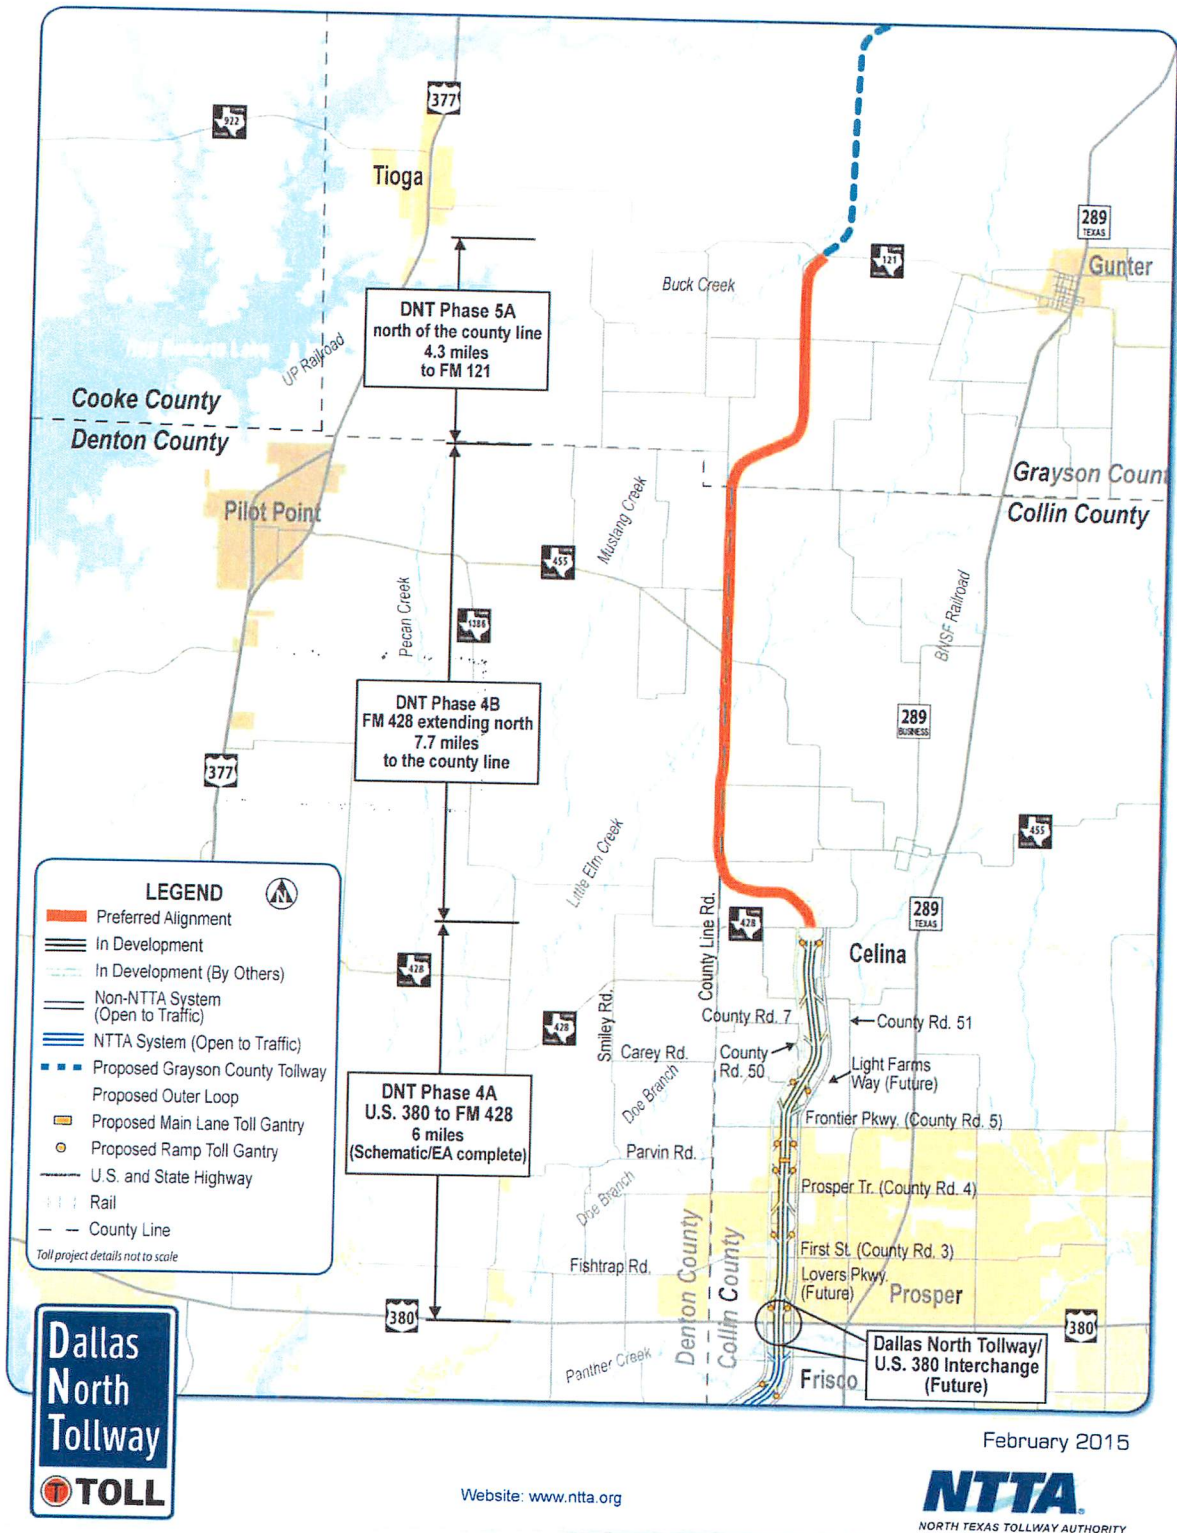 377
922
Tioga
289
TEXAS
121
Gunter
Buck Creek
DNT Phase 5A
north of the county line
4.3 miles
to FM 121
UP Railroad
Cooke County
Denton County
Grayson Count
Collin County
Pilot Point
Mustang Creek
455
Pecan Creek
1386
BNSF Railroad
DNT Phase 4B
FM 428 extending north
7.7 miles
to the county line
289
BUSINESS
377
455
Little Elm Creek
LEGEND
N
Preferred Alignment
In Development
In Development (By Others)
Non-NTTA System
(Open to Traffic)
NTTA System (Open to Traffic)
Proposed Grayson County Tollway
Proposed Outer Loop
Proposed Main Lane Toll Gantry
Proposed Ramp Toll Gantry
U.S. and State Highway
Rail
County Line
Toll project details not to scale
County Line Rd.
428
289
TEXAS
Celina
428
428
Smiley Rd.
County Rd. 7
County Rd. 51
Carey Rd.
County
Rd. 50
Light Farms
Way (Future)
Doe Branch
DNT Phase 4A
U.S. 380 to FM 428
6 miles
(Schematic/EA complete)
Frontier Pkwy. (County Rd. 5)
Parvin Rd.
Prosper Tr. (County Rd. 4)
Doe Branch
First St. (County Rd. 3)
Fishtrap Rd.
Lovers Pkwy.
(Future)
Prosper
Denton County
Collin County
380
380
Dallas North Tollway/
U.S. 380 Interchange
(Future)
Panther Creek
Frisco
Dallas
North
Tollway
T TOLL
February 2015
Website: www.ntta.org
NTTA
NORTH TEXAS TOLLWAY AUTHORITY